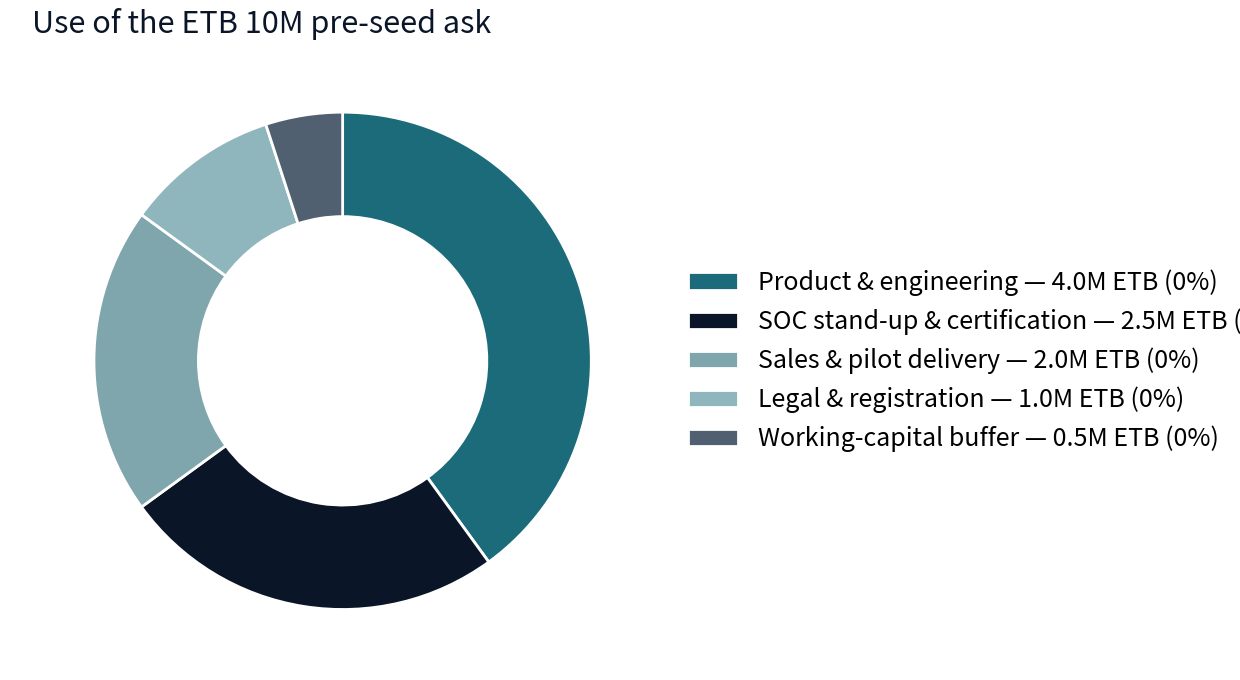 Use of the ETB 10M pre-seed ask
Product & engineering — 4.0M ETB (0%)
SOC stand-up & certification — 2.5M ETB (
Sales & pilot delivery — 2.0M ETB (0%)
Legal & registration — 1.0M ETB (0%)
Working-capital buffer — 0.5M ETB (0%)